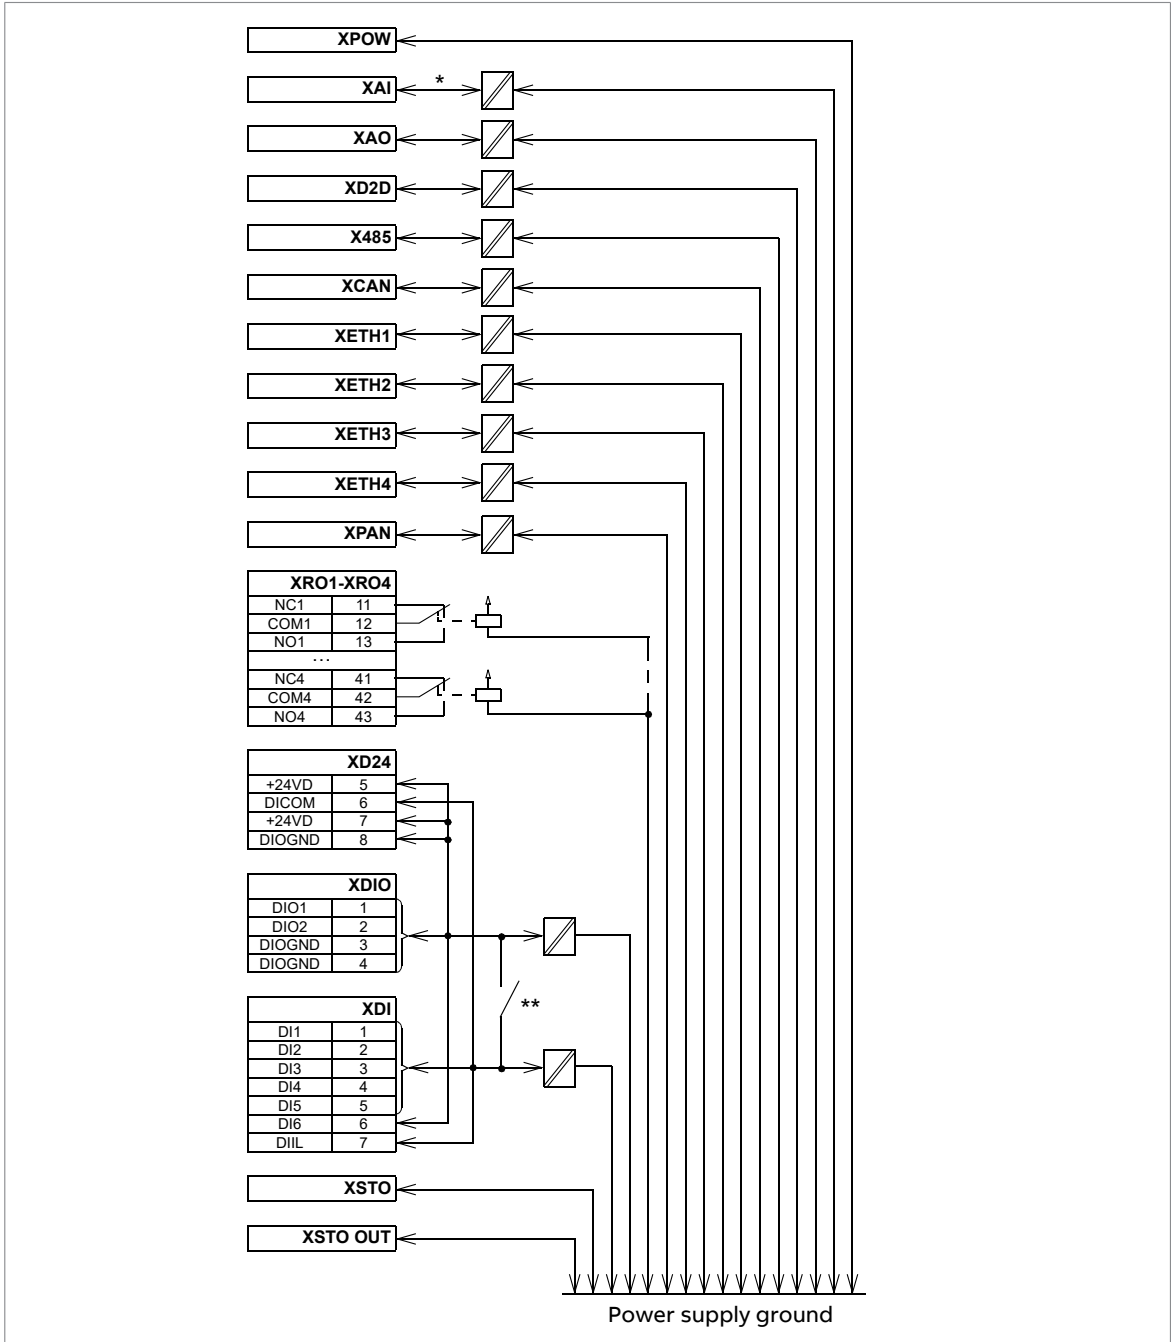 XPOW
XAI
*
XAO
XD2D
X485
XCAN
XETH1
XETH2
XETH3
XETH4
XPAN
XRO1-XRO4
NC1 11
COM1 12
NO1 13
...
NC4 41
COM4 42
NO4 43
XD24
+24VD 5
DICOM 6
+24VD 7
DIOGND 8
XDIO
DIO1 1
DIO2 2
DIOGND 3
DIOGND 4
**
XDI
DI1 1
DI2 2
DI3 3
DI4 4
DI5 5
DI6 6
DIIL 7
XSTO
XSTO OUT
Power supply ground